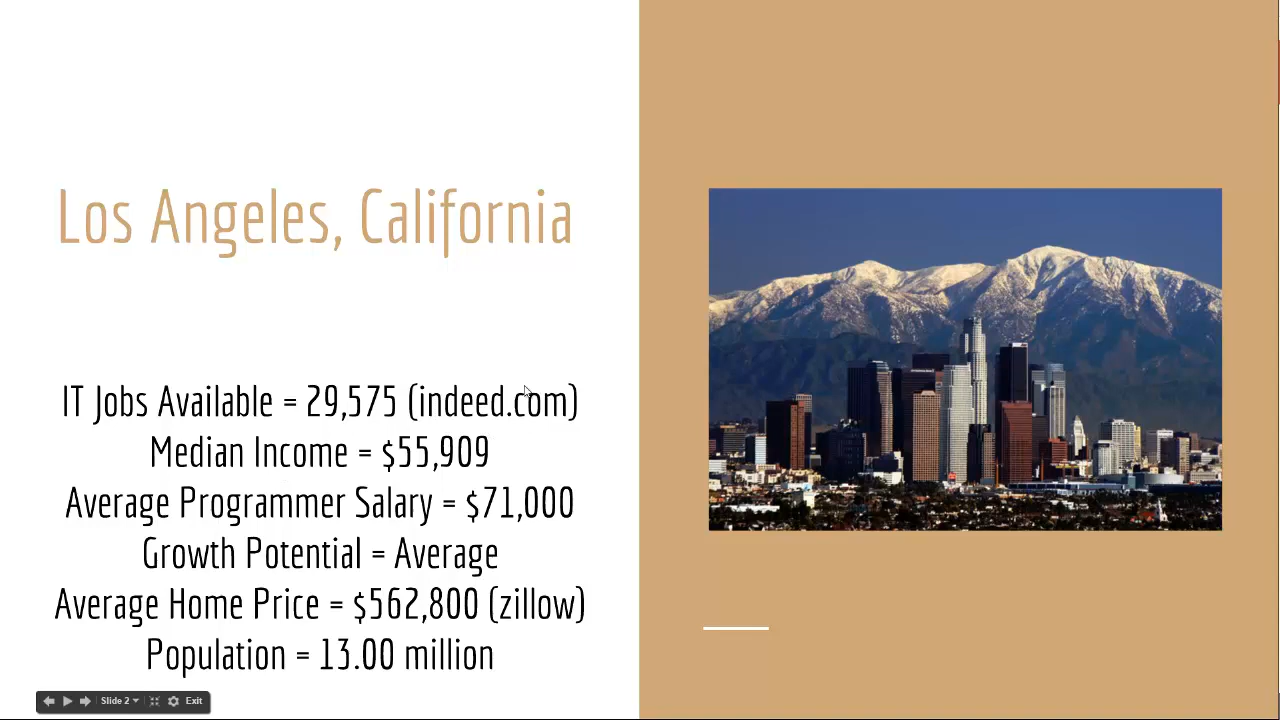 Los Angeles, California
IT Jobs Available = 29,575 (indeed.com)
Median Income = $55,909
Average Programmer Salary = $71,000
Growth Potential = Average
Average Home Price = $562,800 (zillow)
Population = 13.00 million
Slide 2
Exit